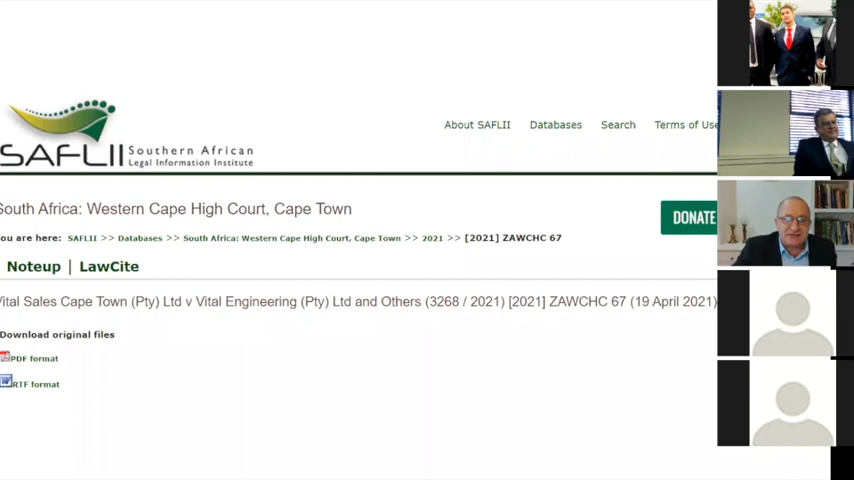 SAFLII Southern African
Legal Information Institute
About SAFLII Databases Search Terms of Use
South Africa: Western Cape High Court, Cape Town
DONATE
You are here: SAFLII >> Databases >> South Africa: Western Cape High Court, Cape Town >> 2021 >> [2021] ZAWCHC 67
Noteup | LawCite
Vital Sales Cape Town (Pty) Ltd v Vital Engineering (Pty) Ltd and Others (3268 / 2021) [2021] ZAWCHC 67 (19 April 2021)
Download original files
PDF format
RTF format